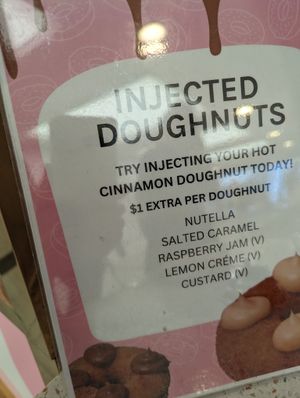 INJECTED
DOUGHNUTS
TRY INJECTING YOUR HOT
CINNAMON DOUGHNUT TODAY!
$1 EXTRA PER DOUGHNUT
NUTELLA
SALTED CARAMEL
RASPBERRY JAM (V)
LEMON CRÉME (V)
CUSTARD (V)